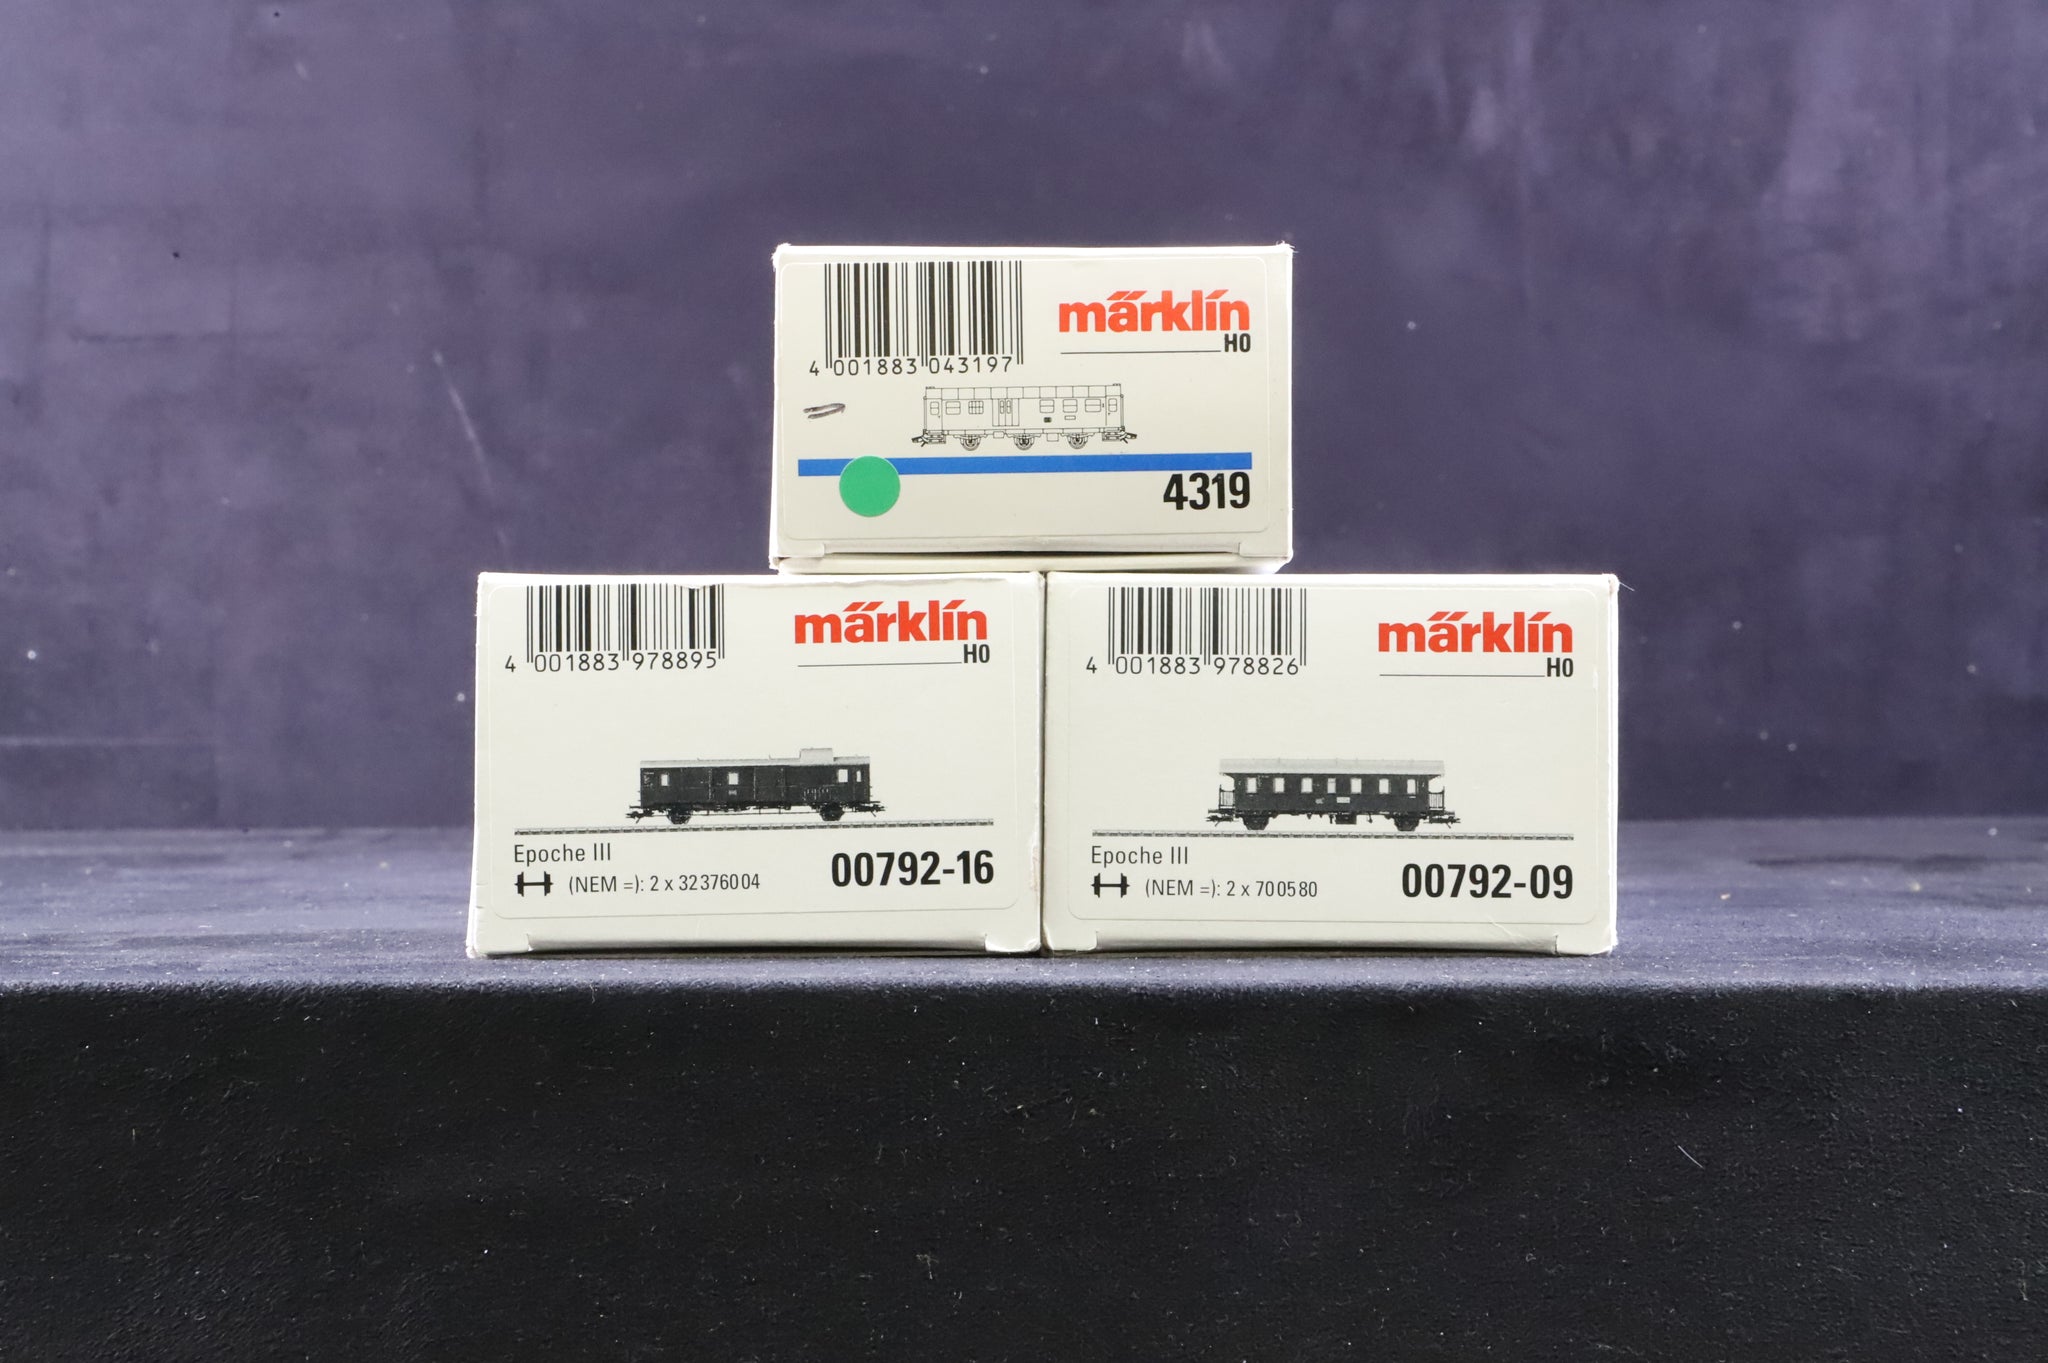 märklin
H0
4 001883 043197
4319
märklin
H0
4 001883 978895
Epoche III
(NEM =): 2 x 32376004
00792-16
märklin
H0
4 001883 978826
Epoche III
(NEM =): 2 x 700580
00792-09